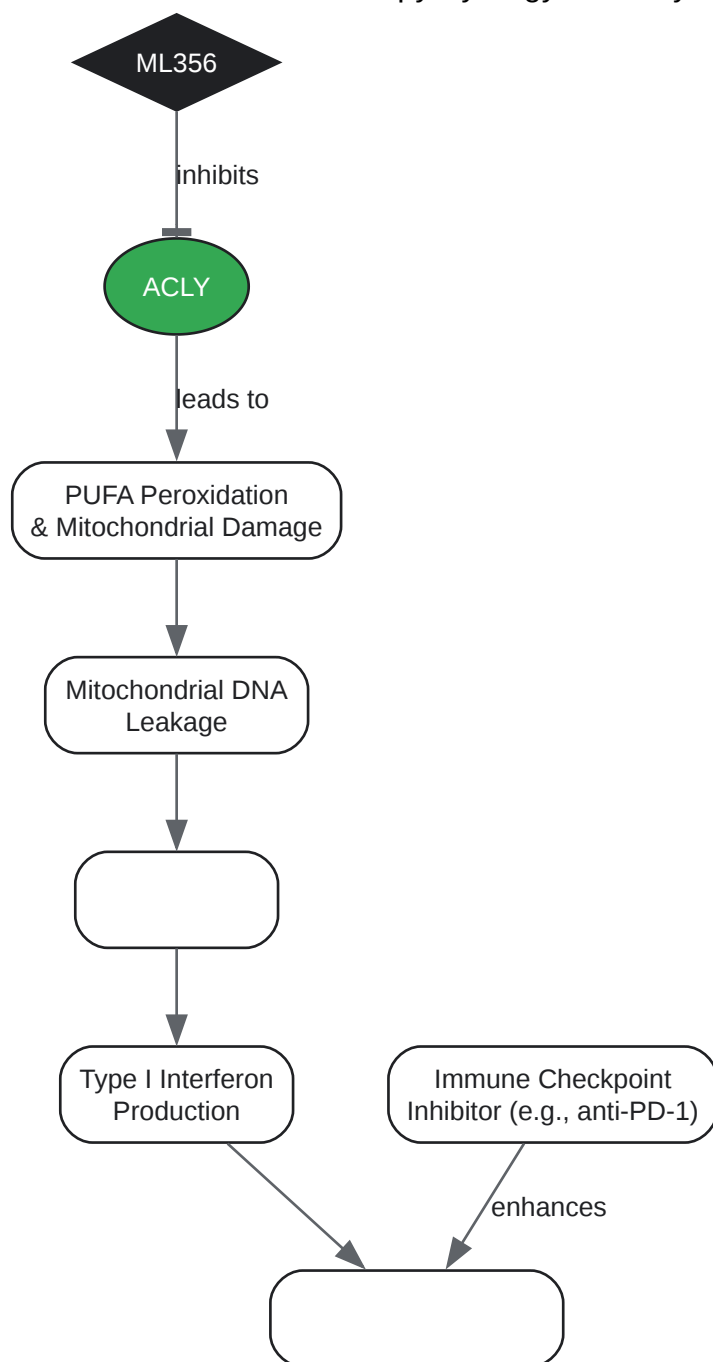 ML356
inhibits
ACLY
leads to
PUFA Peroxidation
& Mitochondrial Damage
Mitochondrial DNA
Leakage
Type I Interferon
Production
Immune Checkpoint
Inhibitor (e.g., anti-PD-1)
enhances